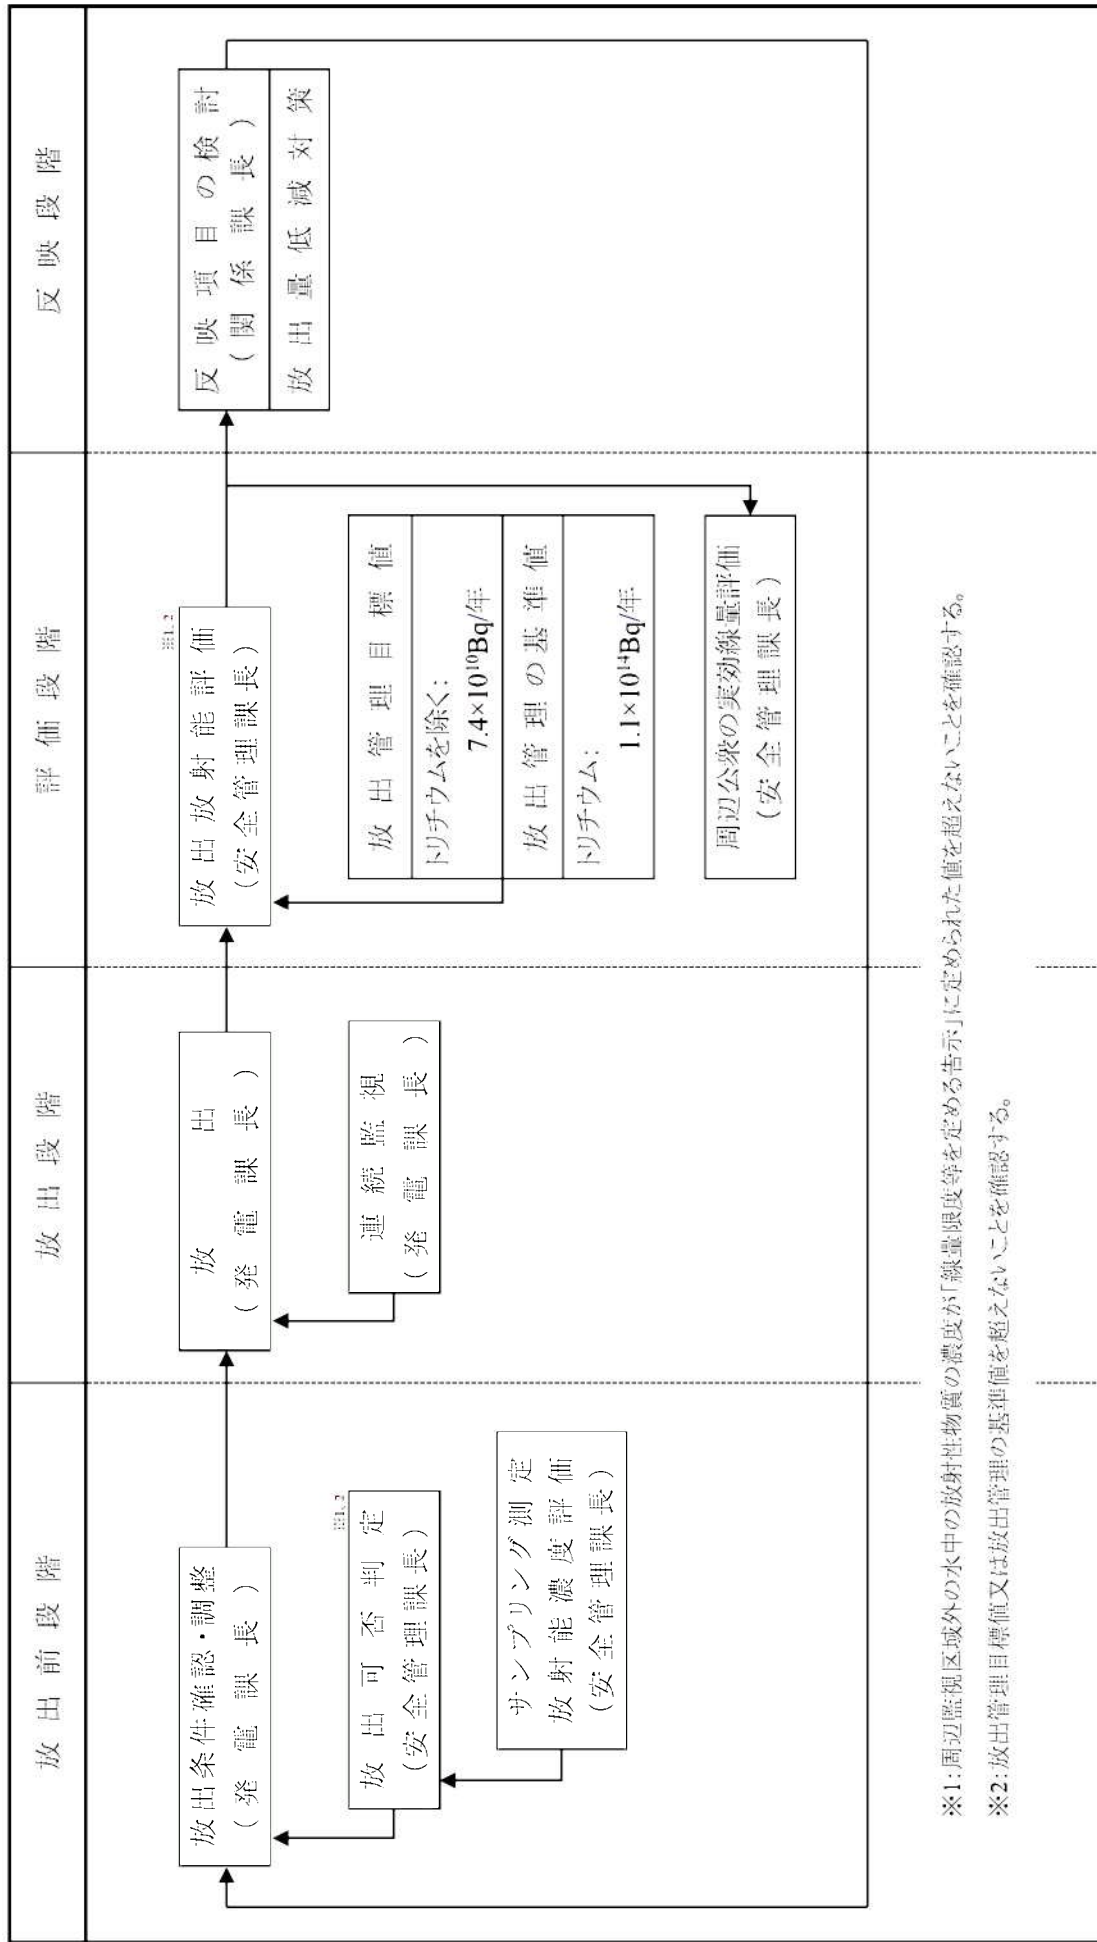 放出前段階
放出段階
評価段階
反映段階
放出条件確認・調整
(発電課長)
※1、2
放出可否判定
(安全管理課長)
サンプリング測定
放射能濃度評価
(安全管理課長)
放出
(発電課長)
連続監視
(発電課長)
※1、2
放出放射能評価
(安全管理課長)
放出管理目標値
トリチウムを除く:
7.4×10¹⁰Bq/年
放出管理の基準値
トリチウム:
1.1×10¹⁴Bq/年
周辺公衆の実効線量評価
(安全管理課長)
反映項目の検討
(関係課長)
放出量低減対策
※1:周辺監視区域外の水中の放射性物質の濃度が「線量限度等を定める告示」に定められた値を超えないことを確認する。
※2:放出管理目標値又は放出管理の基準値を超えないことを確認する。